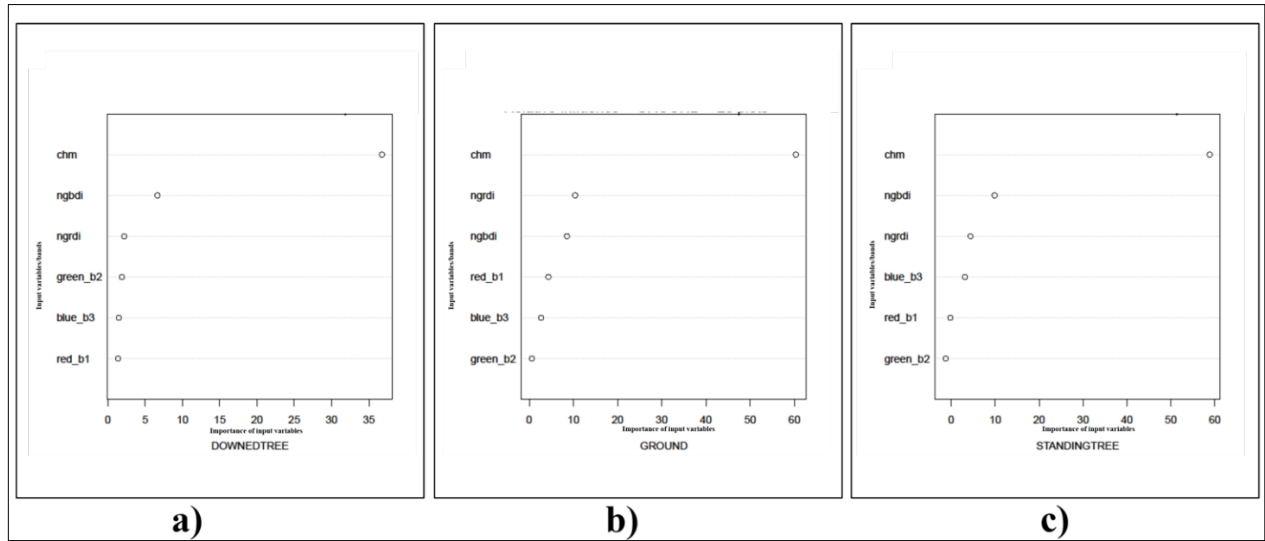 chm
ngbdi
ngrdi
green_b2
blue_b3
red_b1
Input variables/bands
0 5 10 15 20 25 30 35
Importance of input variables
DOWNEDTREE
a)
chm
ngrdi
ngbdi
red_b1
blue_b3
green_b2
Input variables/bands
0 10 20 30 40 50 60
Importance of input variables
GROUND
b)
chm
ngbdi
ngrdi
blue_b3
red_b1
green_b2
Input variables/bands
0 10 20 30 40 50 60
Importance of input variables
STANDINGTREE
c)